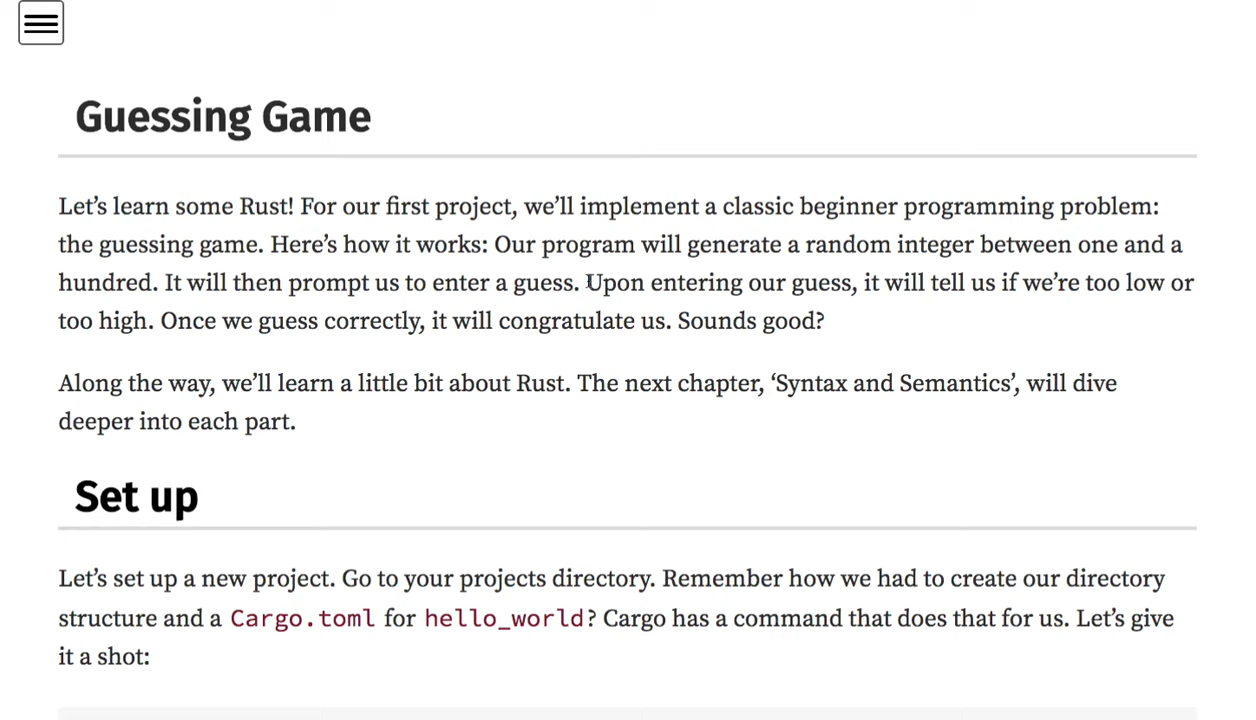 Guessing Game
Let’s learn some Rust! For our first project, we’ll implement a classic beginner programming problem:
the guessing game. Here’s how it works: Our program will generate a random integer between one and a
hundred. It will then prompt us to enter a guess. Upon entering our guess, it will tell us if we’re too low or
too high. Once we guess correctly, it will congratulate us. Sounds good?
Along the way, we’ll learn a little bit about Rust. The next chapter, ‘Syntax and Semantics’, will dive
deeper into each part.
Set up
Let’s set up a new project. Go to your projects directory. Remember how we had to create our directory
structure and a Cargo.toml for hello_world? Cargo has a command that does that for us. Let’s give
it a shot: